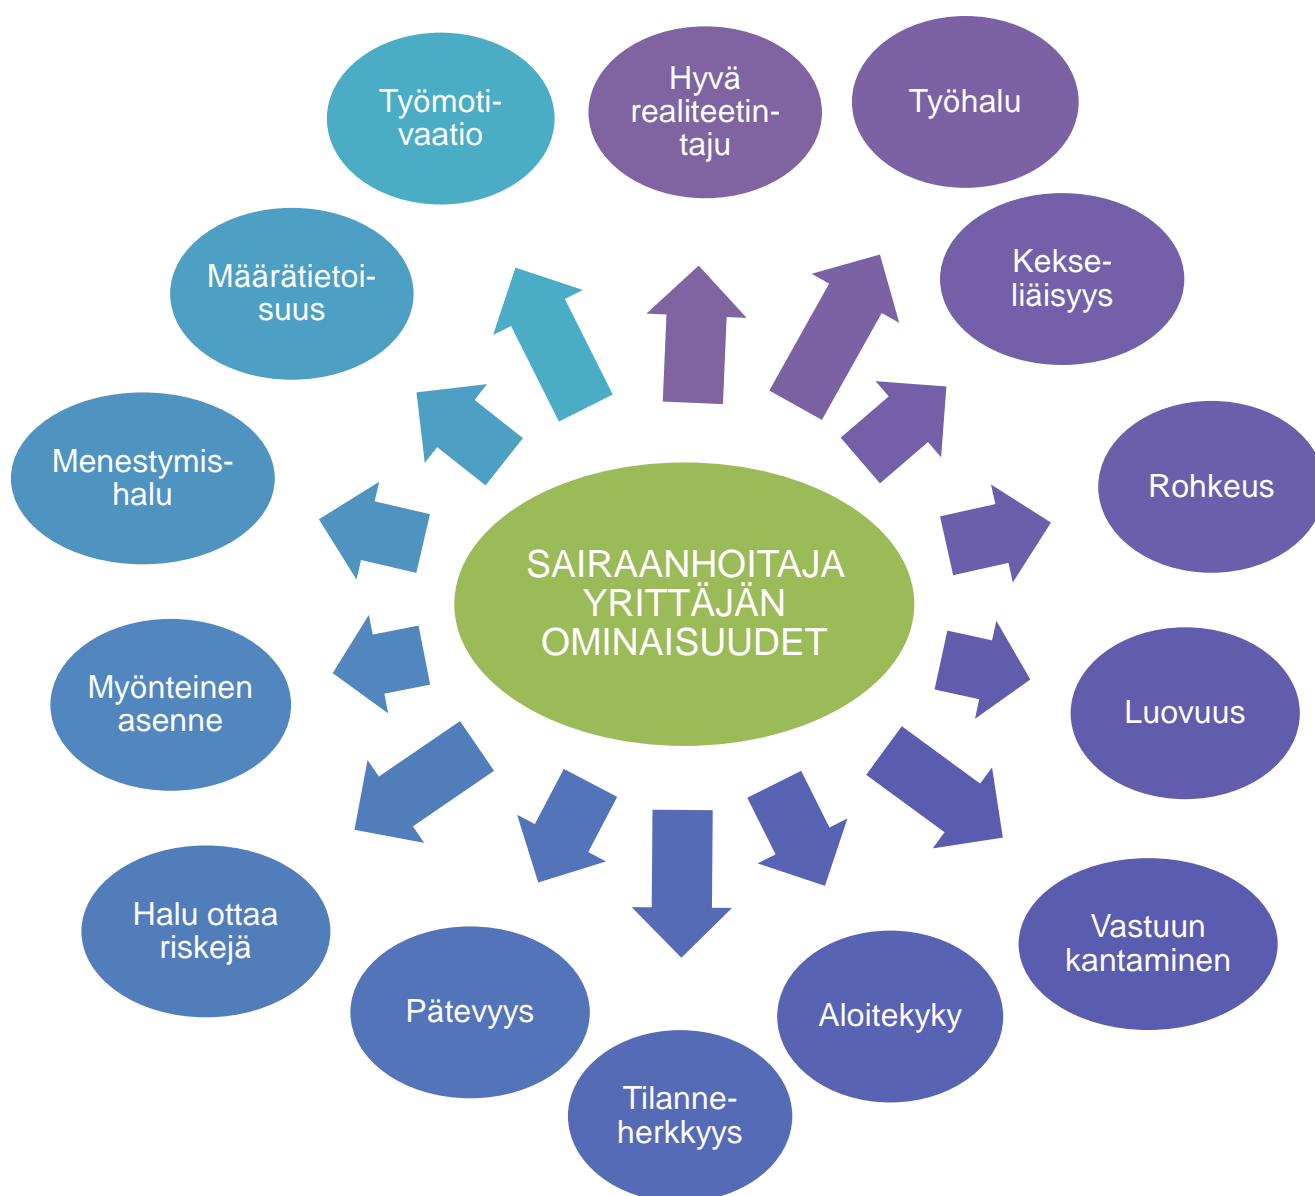 Hyvä
realiteetin-
taju
Työhalu
Kekse-
liäisyys
Rohkeus
Luovuus
Vastuun
kantaminen
Aloitekyky
Tilanne-
herkkyys
Pätevyys
Halu ottaa
riskejä
Myönteinen
asenne
Menestymis-
halu
Määrätietoi-
suus
Työmoti-
vaatio
SAIRAANHOITAJA
YRITTÄJÄN
OMINAISUUDET